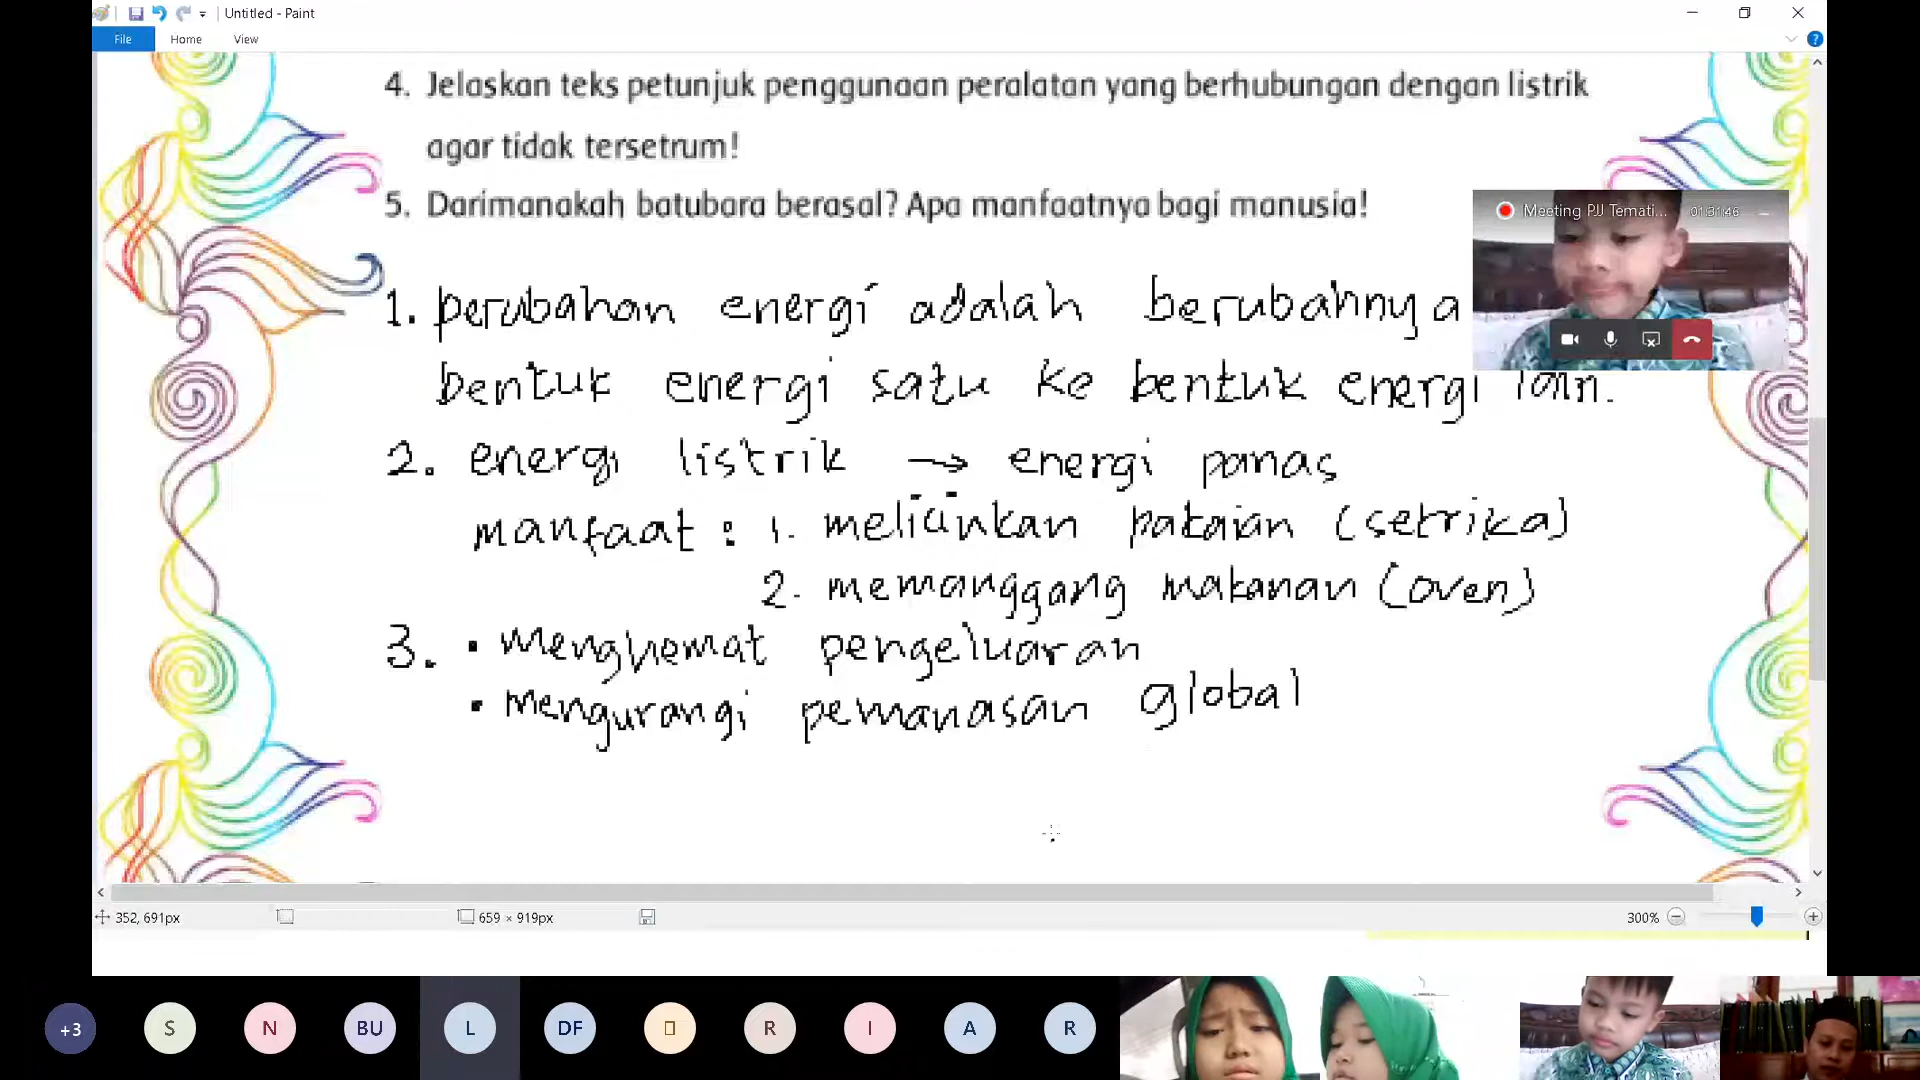 Untitled - Paint
File Home View
4. Jelaskan teks petunjuk penggunaan peralatan yang berhubungan dengan listrik
agar tidak tersetrum!
5. Darimanakah batubara berasal? Apa manfaatnya bagi manusia!
Meeting PJJ Temati... 01:31:46
1. perubahan energi adalah berubahnya
bentuk energi satu ke bentuk energi lain.
2. energi listrik → energi panas
manfaat : 1. melicinkan pakaian (setrika)
2. memanggang makanan (oven)
3. • menghemat pengeluaran
• mengurangi pemanasan global
352, 691px 659 × 919px 300%
+3 S N BU L DF R I A R